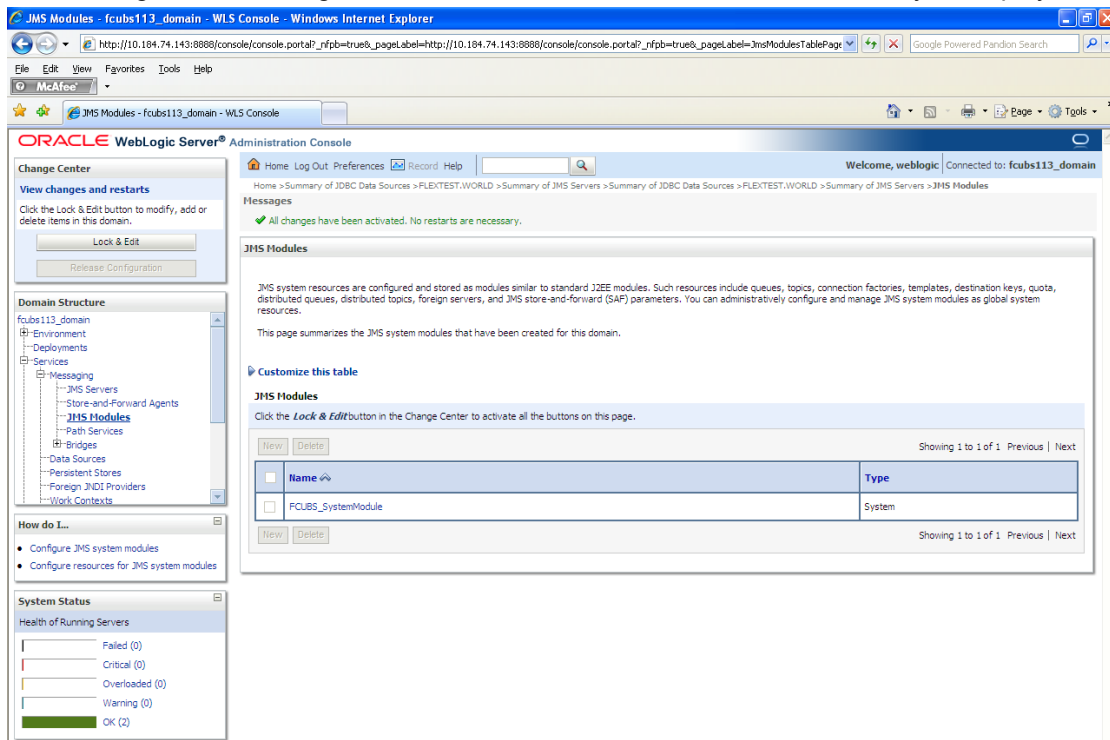 JMS Modules - fcubs113_domain - WLS Console - Windows Internet Explorer
http://10.184.74.143:8888/console/console.portal?_nfpb=true&_pageLabel=http://10.184.74.143:8888/console/console.portal?_nfpb=true&_pageLabel=JmsModulesTablePage
Google Powered Pandion Search
File Edit View Favorites Tools Help
McAfee
JMS Modules - fcubs113_domain - WLS Console
Page Tools
ORACLE WebLogic Server® Administration Console
Change Center
View changes and restarts
Click the Lock & Edit button to modify, add or
delete items in this domain.
Lock & Edit
Release Configuration
Domain Structure
fcubs113_domain
Environment
Deployments
Services
Messaging
JMS Servers
Store-and-Forward Agents
JMS Modules
Path Services
Bridges
Data Sources
Persistent Stores
Foreign JNDI Providers
Work Contexts
How do I...
Configure JMS system modules
Configure resources for JMS system modules
System Status
Health of Running Servers
Failed (0)
Critical (0)
Overloaded (0)
Warning (0)
OK (2)
Home Log Out Preferences Record Help
Welcome, weblogic Connected to: fcubs113_domain
Home >Summary of JDBC Data Sources >FLEXTEST.WORLD >Summary of JMS Servers >Summary of JDBC Data Sources >FLEXTEST.WORLD >Summary of JMS Servers >JMS Modules
Messages
All changes have been activated. No restarts are necessary.
JMS Modules
JMS system resources are configured and stored as modules similar to standard J2EE modules. Such resources include queues, topics, connection factories, templates, destination keys, quota,
distributed queues, distributed topics, foreign servers, and JMS store-and-forward (SAF) parameters. You can administratively configure and manage JMS system modules as global system
resources.
This page summarizes the JMS system modules that have been created for this domain.
Customize this table
JMS Modules
Click the Lock & Edit button in the Change Center to activate all the buttons on this page.
New Delete
Showing 1 to 1 of 1 Previous | Next
Name Type
FCUBS_SystemModule System
New Delete
Showing 1 to 1 of 1 Previous | Next